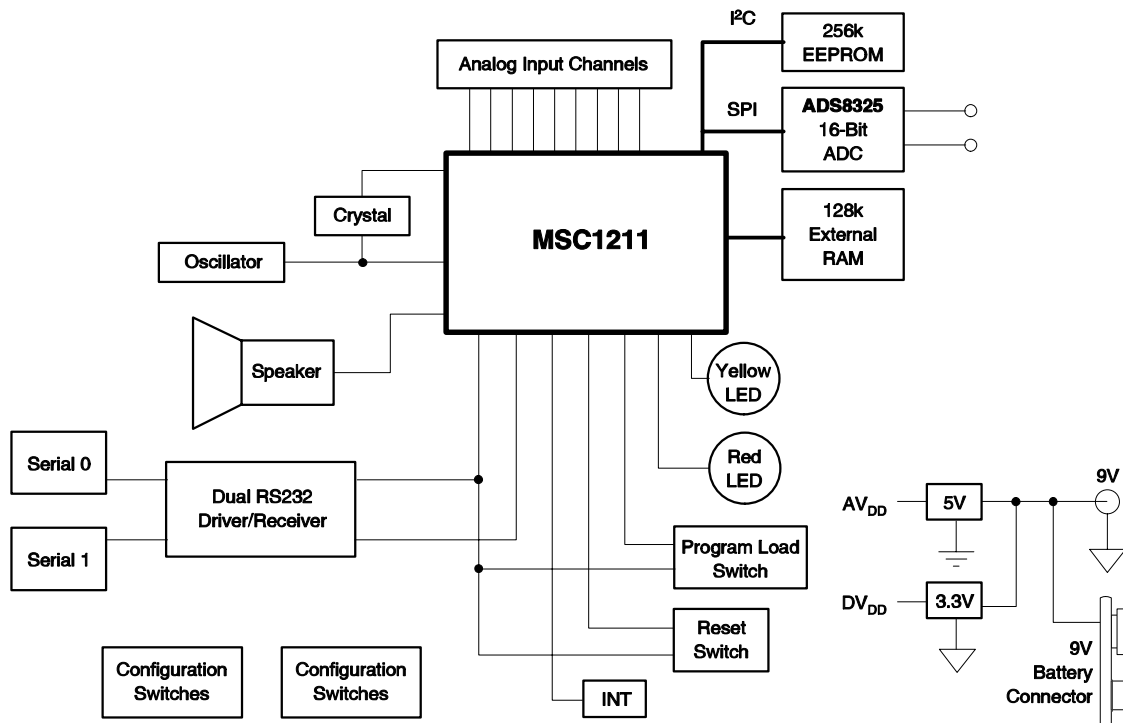 I²C
256k
EEPROM
Analog Input Channels
SPI
ADS8325
16-Bit
ADC
Crystal
MSC1211
128k
External
RAM
Oscillator
Speaker
Yellow
LED
Red
LED
Serial 0
Dual RS232
Driver/Receiver
Serial 1
9V
AVDD
5V
Program Load
Switch
DVDD
3.3V
Reset
Switch
9V
Battery
Connector
Configuration
Switches
Configuration
Switches
INT